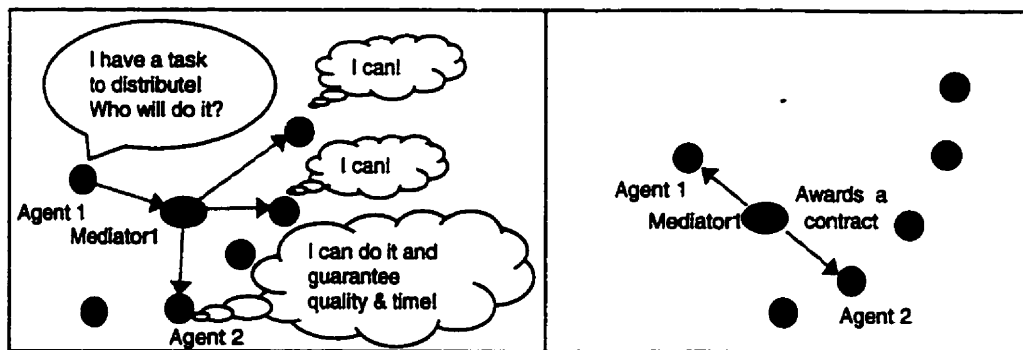 I have a task
to distribute!
Who will do it?
I can!
I can!
Agent 1
Mediator1
I can do it and
guarantee
quality & time!
Agent 2
Agent 1
Mediator1
Awards a
contract
Agent 2